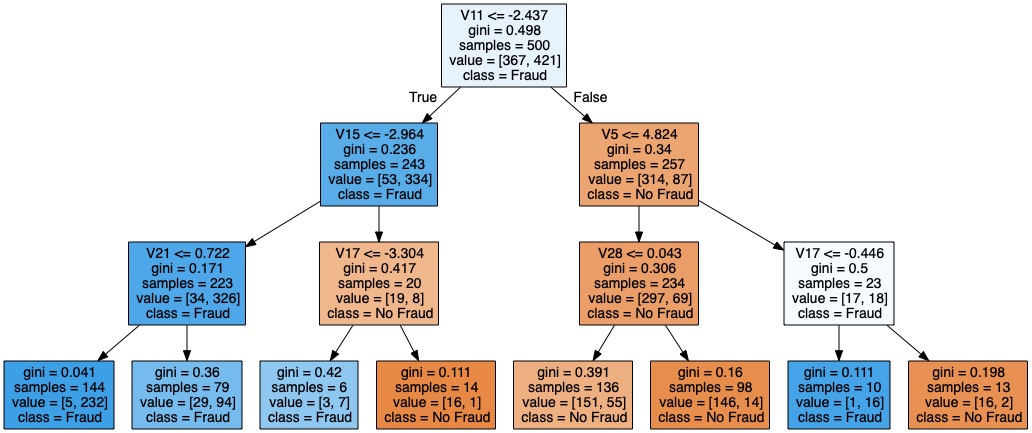 V11 <= -2.437
gini = 0.498
samples = 500
value = [367, 421]
class = Fraud
True
False
V15 <= -2.964
gini = 0.236
samples = 243
value = [53, 334]
class = Fraud
V5 <= 4.824
gini = 0.34
samples = 257
value = [314, 87]
class = No Fraud
V21 <= 0.722
gini = 0.171
samples = 223
value = [34, 326]
class = Fraud
V17 <= -3.304
gini = 0.417
samples = 20
value = [19, 8]
class = No Fraud
V28 <= 0.043
gini = 0.306
samples = 234
value = [297, 69]
class = No Fraud
V17 <= -0.446
gini = 0.5
samples = 23
value = [17, 18]
class = Fraud
gini = 0.041
samples = 144
value = [5, 232]
class = Fraud
gini = 0.36
samples = 79
value = [29, 94]
class = Fraud
gini = 0.42
samples = 6
value = [3, 7]
class = Fraud
gini = 0.111
samples = 14
value = [16, 1]
class = No Fraud
gini = 0.391
samples = 136
value = [151, 55]
class = No Fraud
gini = 0.16
samples = 98
value = [146, 14]
class = No Fraud
gini = 0.111
samples = 10
value = [1, 16]
class = Fraud
gini = 0.198
samples = 13
value = [16, 2]
class = No Fraud